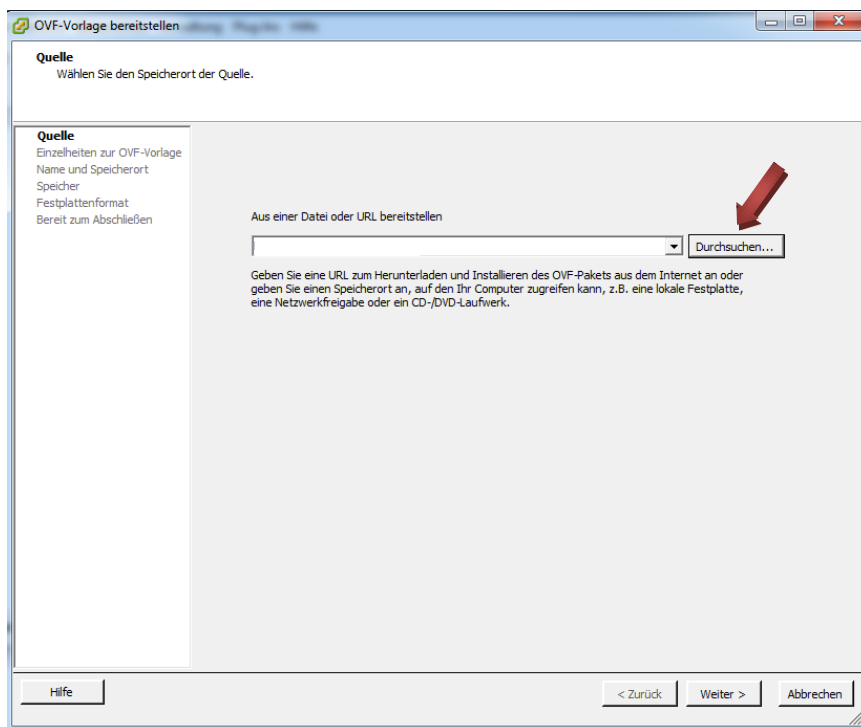 OVF-Vorlage bereitstellen
Plug-Ins Hilfe
Quelle
Wählen Sie den Speicherort der Quelle.
Quelle
Einzelheiten zur OVF-Vorlage
Name und Speicherort
Speicher
Festplattenformat
Bereit zum Abschließen
Aus einer Datei oder URL bereitstellen
Durchsuchen...
Geben Sie eine URL zum Herunterladen und Installieren des OVF-Pakets aus dem Internet an oder
geben Sie einen Speicherort an, auf den Ihr Computer zugreifen kann, z.B. eine lokale Festplatte,
eine Netzwerkfreigabe oder ein CD-/DVD-Laufwerk.
Hilfe
< Zurück
Weiter >
Abbrechen